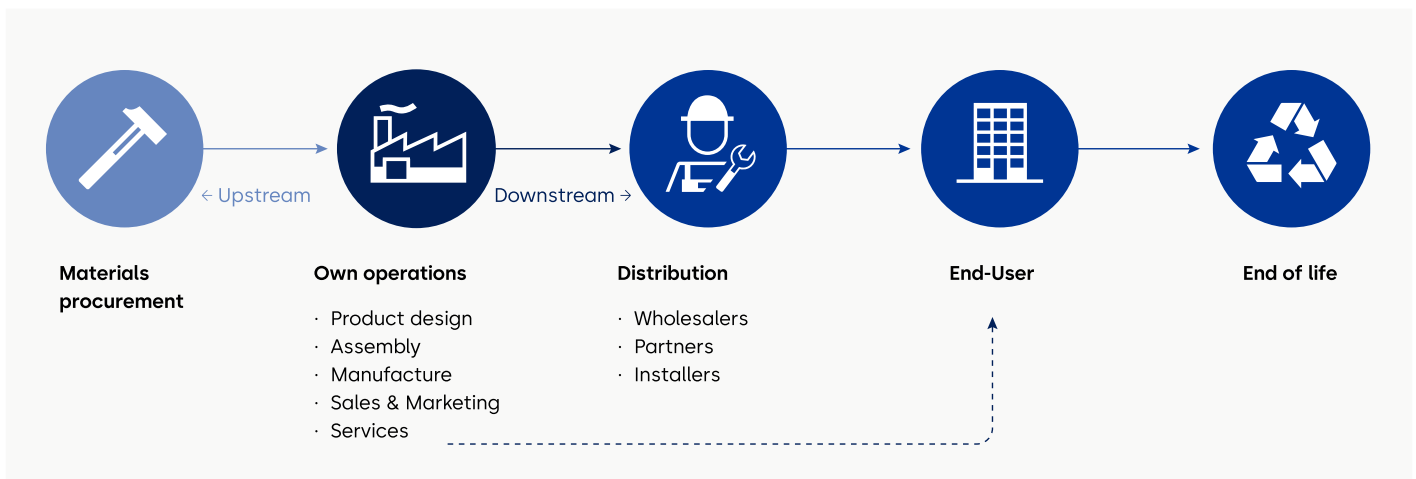 ← Upstream
Downstream →
Materials
procurement
Own operations
· Product design
· Assembly
· Manufacture
· Sales & Marketing
· Services
Distribution
· Wholesalers
· Partners
· Installers
End-User
End of life